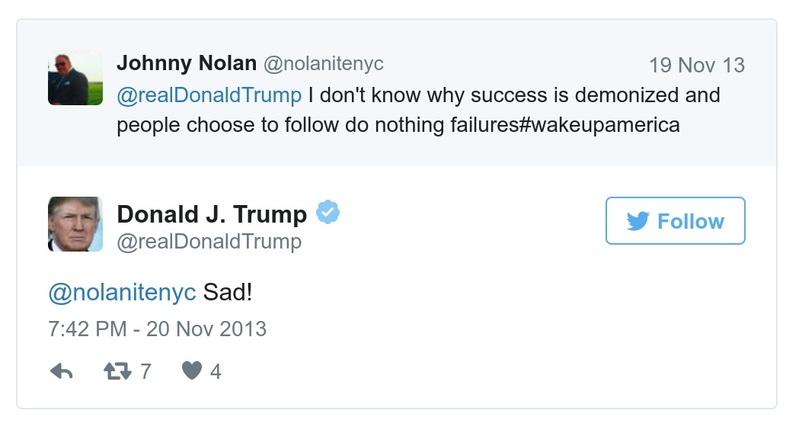 Johnny Nolan @nolanitenyc 19 Nov 13
@realDonaldTrump I don't know why success is demonized and
people choose to follow do nothing failures#wakeupamerica
Donald J. Trump
Follow
@realDonaldTrump
@nolanitenyc Sad!
7:42 PM - 20 Nov 2013
7 4